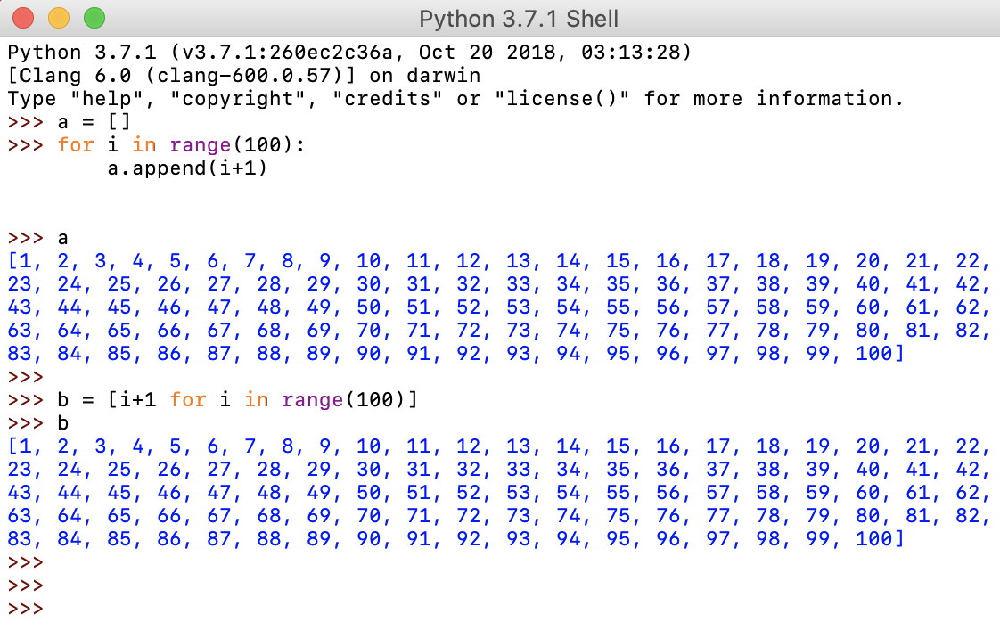 Python 3.7.1 Shell
Python 3.7.1 (v3.7.1:260ec2c36a, Oct 20 2018, 03:13:28)
[Clang 6.0 (clang-600.0.57)] on darwin
Type "help", "copyright", "credits" or "license()" for more information.
>>> a = []
>>> for i in range(100):
        a.append(i+1)
>>> a
[1, 2, 3, 4, 5, 6, 7, 8, 9, 10, 11, 12, 13, 14, 15, 16, 17, 18, 19, 20, 21, 22,
23, 24, 25, 26, 27, 28, 29, 30, 31, 32, 33, 34, 35, 36, 37, 38, 39, 40, 41, 42,
43, 44, 45, 46, 47, 48, 49, 50, 51, 52, 53, 54, 55, 56, 57, 58, 59, 60, 61, 62,
63, 64, 65, 66, 67, 68, 69, 70, 71, 72, 73, 74, 75, 76, 77, 78, 79, 80, 81, 82,
83, 84, 85, 86, 87, 88, 89, 90, 91, 92, 93, 94, 95, 96, 97, 98, 99, 100]
>>>
>>> b = [i+1 for i in range(100)]
>>> b
[1, 2, 3, 4, 5, 6, 7, 8, 9, 10, 11, 12, 13, 14, 15, 16, 17, 18, 19, 20, 21, 22,
23, 24, 25, 26, 27, 28, 29, 30, 31, 32, 33, 34, 35, 36, 37, 38, 39, 40, 41, 42,
43, 44, 45, 46, 47, 48, 49, 50, 51, 52, 53, 54, 55, 56, 57, 58, 59, 60, 61, 62,
63, 64, 65, 66, 67, 68, 69, 70, 71, 72, 73, 74, 75, 76, 77, 78, 79, 80, 81, 82,
83, 84, 85, 86, 87, 88, 89, 90, 91, 92, 93, 94, 95, 96, 97, 98, 99, 100]
>>>
>>>
>>>